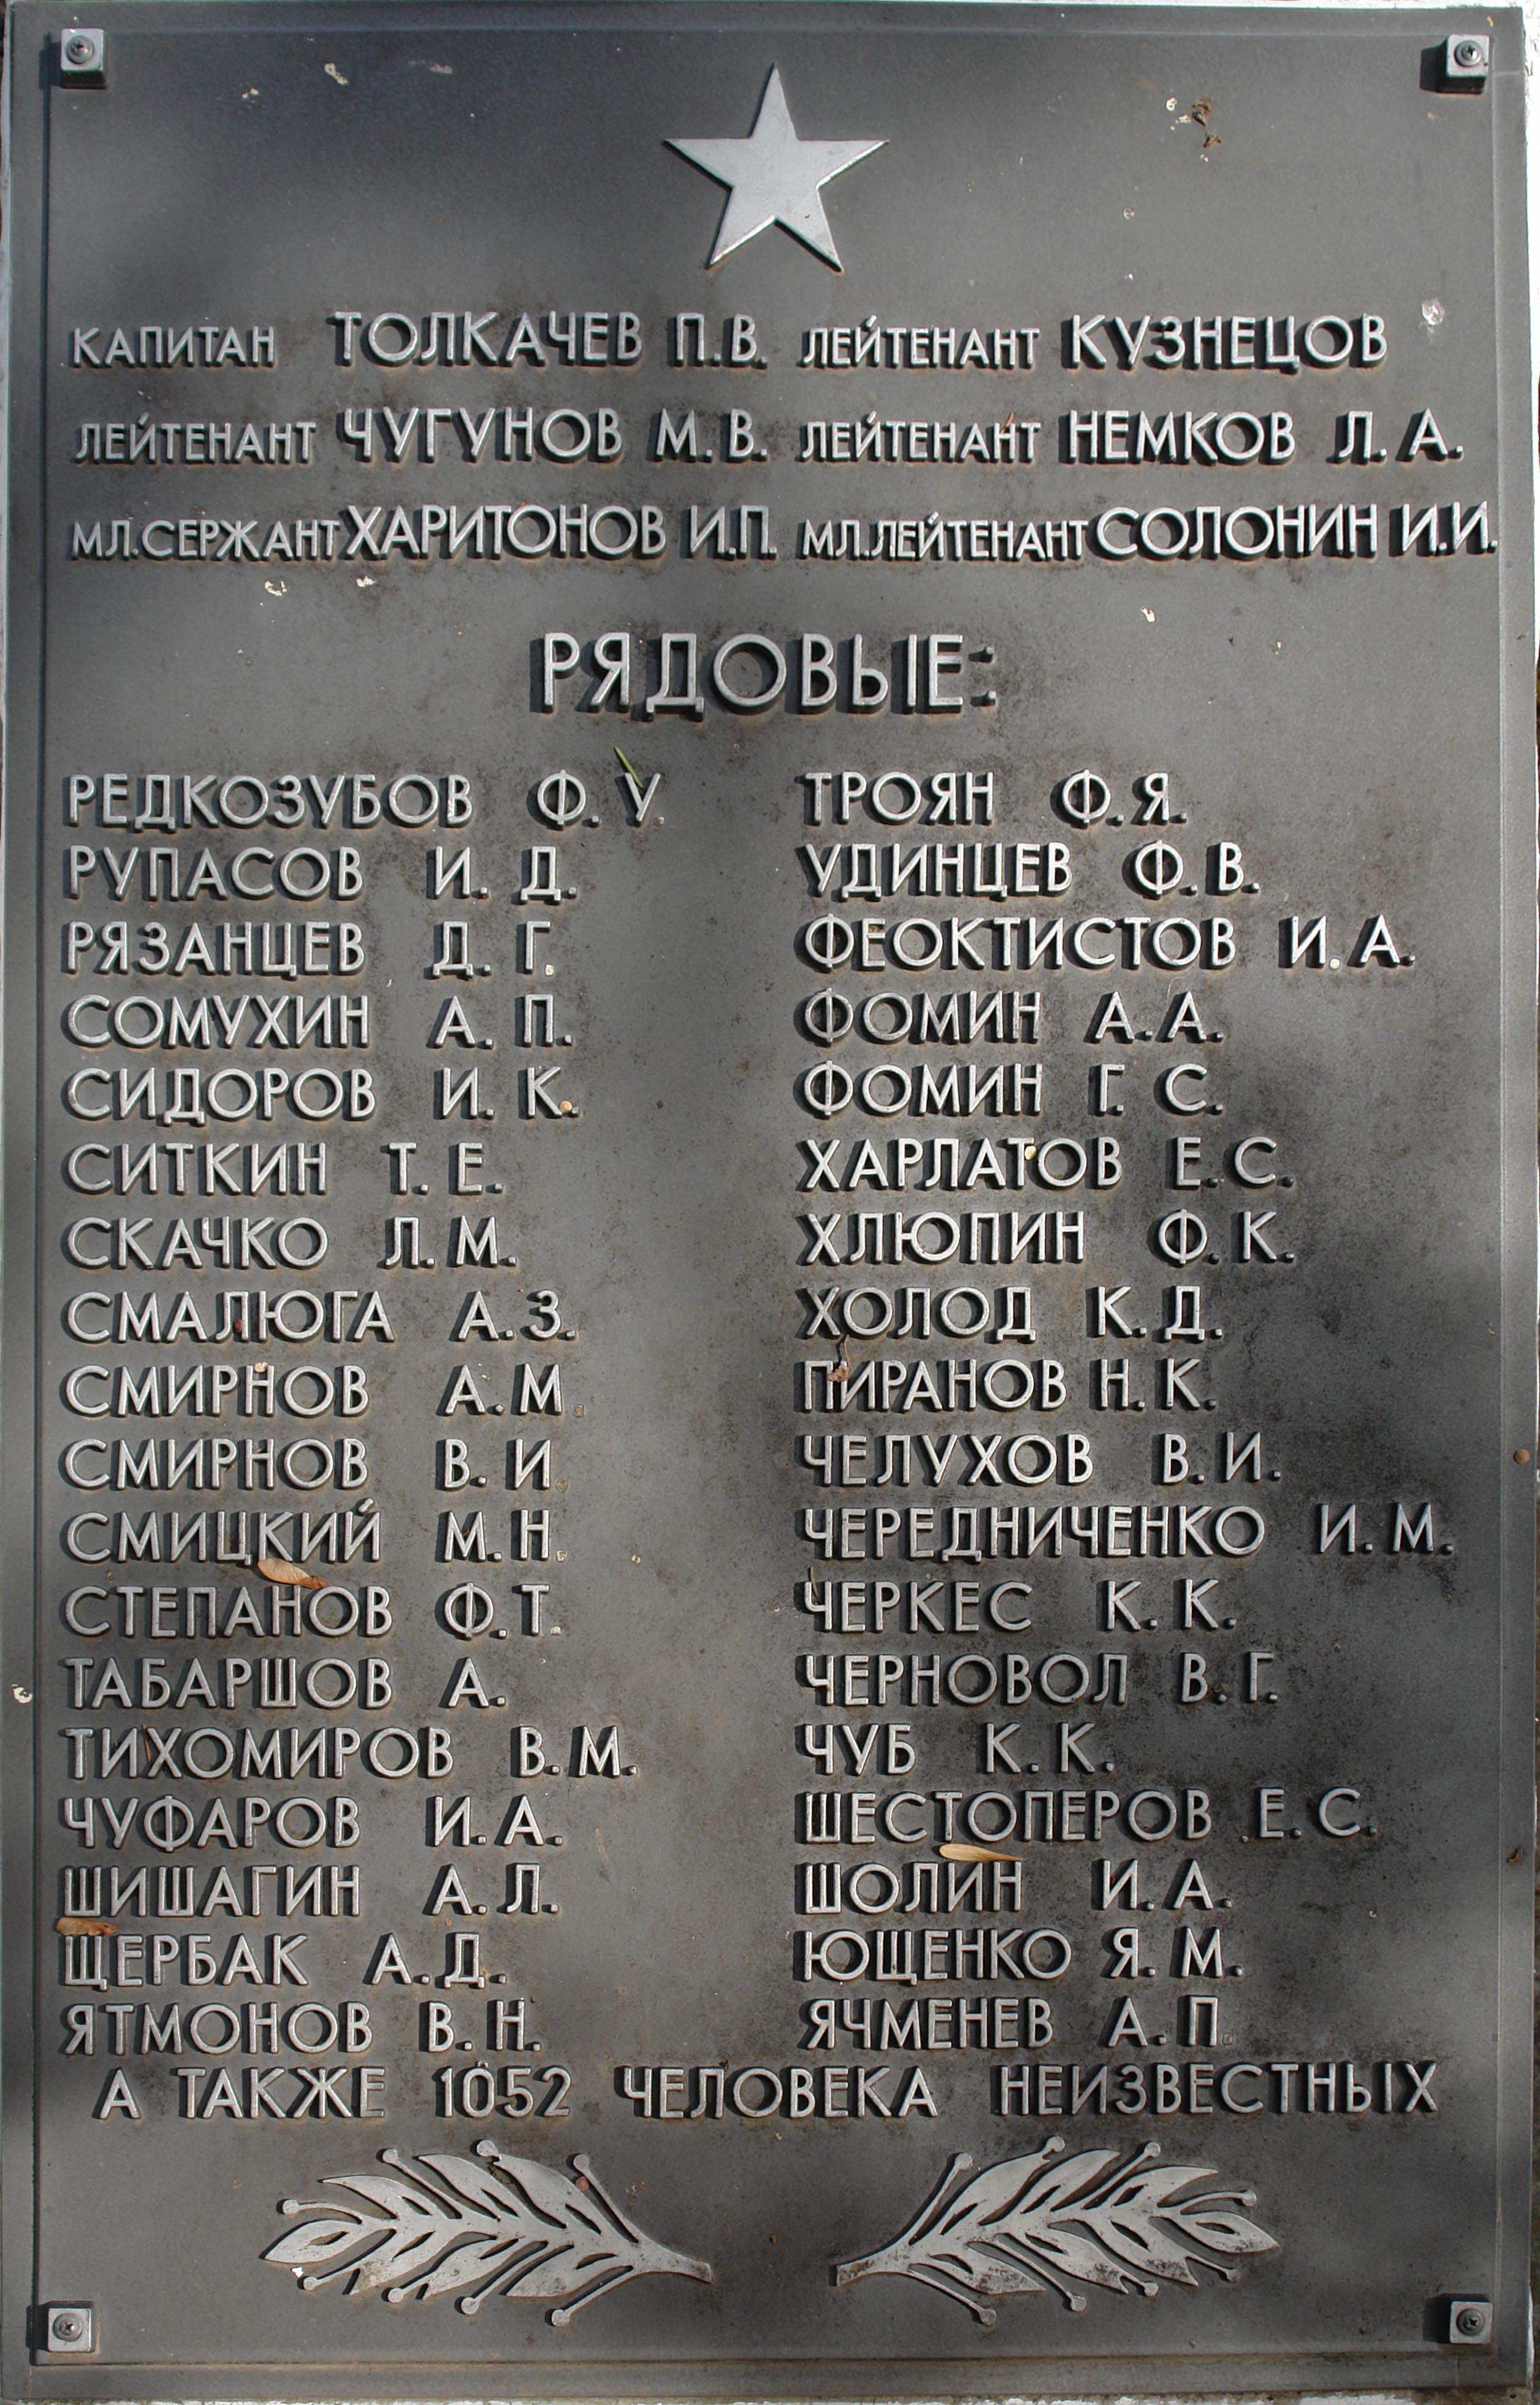 КАПИТАН ТОЛКАЧЕВ П.В. ЛЕЙТЕНАНТ КУЗНЕЦОВ
ЛЕЙТЕНАНТ ЧУГУНОВ М.В. ЛЕЙТЕНАНТ НЕМКОВ Л.А.
МЛ.СЕРЖАНТ ХАРИТОНОВ И.П. МЛ.ЛЕЙТЕНАНТ СОЛОНИН И.И.
РЯДОВЫЕ:
РЕДКОЗУБОВ Ф.У.
РУПАСОВ И.Д.
РЯЗАНЦЕВ Д.Г.
СОМУХИН А.П.
СИДОРОВ И.К.
СИТКИН Т.Е.
СКАЧКО Л.М.
СМАЛЮГА А.З.
СМИРНОВ А.М
СМИРНОВ В.И
СМИЦКИЙ М.Н.
СТЕПАНОВ Ф.Т.
ТАБАРШОВ А.
ТИХОМИРОВ В.М.
ЧУФАРОВ И.А.
ШИШАГИН А.Л.
ЩЕРБАК А.Д.
ЯТМОНОВ В.Н.
ТРОЯН Ф.Я.
УДИНЦЕВ Ф.В.
ФЕОКТИСТОВ И.А.
ФОМИН А.А.
ФОМИН Г.С.
ХАРЛАТОВ Е.С.
ХЛЮПИН Ф.К.
ХОЛОД К.Д.
ПИРАНОВ Н.К.
ЧЕЛУХОВ В.И.
ЧЕРЕДНИЧЕНКО И.М.
ЧЕРКЕС К.К.
ЧЕРНОВОЛ В.Г.
ЧУБ К.К.
ШЕСТОПЕРОВ Е.С.
ШОЛИН И.А.
ЮЩЕНКО Я.М.
ЯЧМЕНЕВ А.П.
А ТАКЖЕ 1052 ЧЕЛОВЕКА НЕИЗВЕСТНЫХ